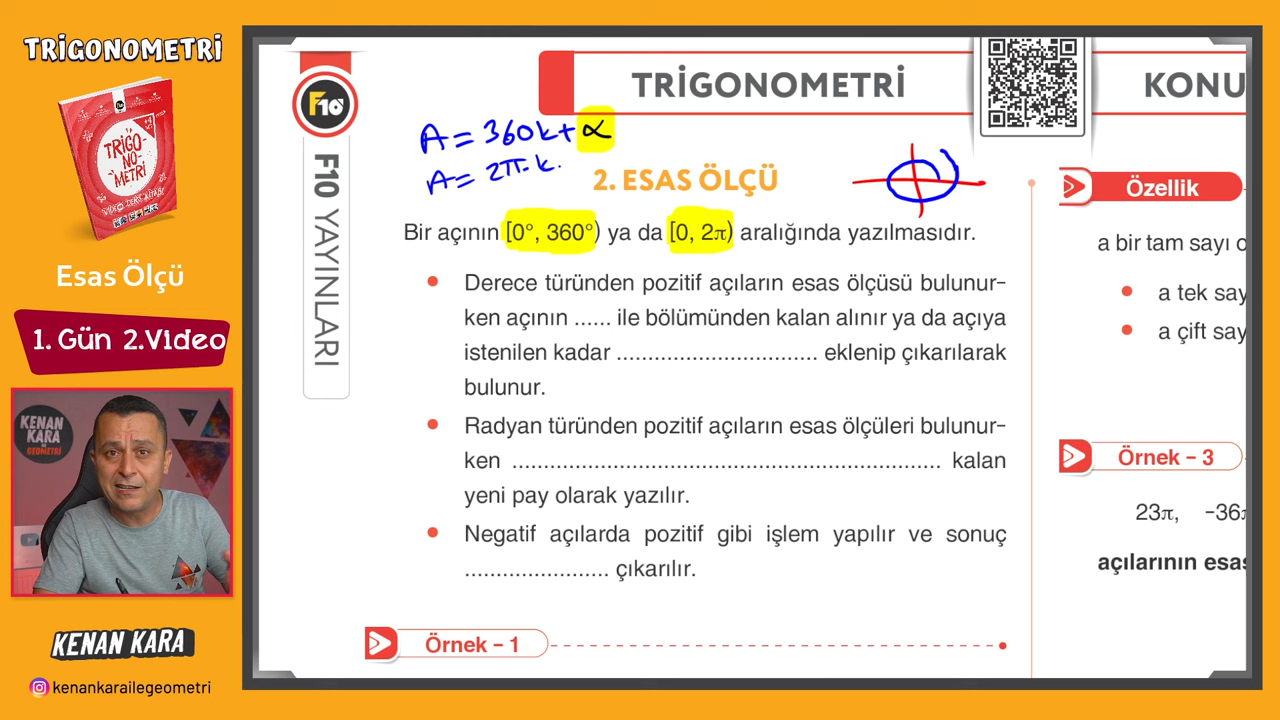 TRİGONOMETRİ
F10
TRİGO-
NO-
METRİ
Esas Ölçü
1. Gün 2.Video
KENAN
KARA
İLE
GEOMETRİ
KENAN KARA
kenankarailegeometri
F10
F10 YAYINLARI
TRİGONOMETRİ
KONU
A = 360k + α
A = 2π.k.
2. ESAS ÖLÇÜ
Bir açının [0°, 360°) ya da [0, 2π) aralığında yazılmasıdır.
• Derece türünden pozitif açıların esas ölçüsü bulunur-
ken açının ...... ile bölümünden kalan alınır ya da açıya
istenilen kadar ................................ eklenip çıkarılarak
bulunur.
• Radyan türünden pozitif açıların esas ölçüleri bulunur-
ken .................................................................... kalan
yeni pay olarak yazılır.
• Negatif açılarda pozitif gibi işlem yapılır ve sonuç
....................... çıkarılır.
Örnek – 1
Özellik
a bir tam sayı o
• a tek say
• a çift say
Örnek – 3
23π, -36π
açılarının esas